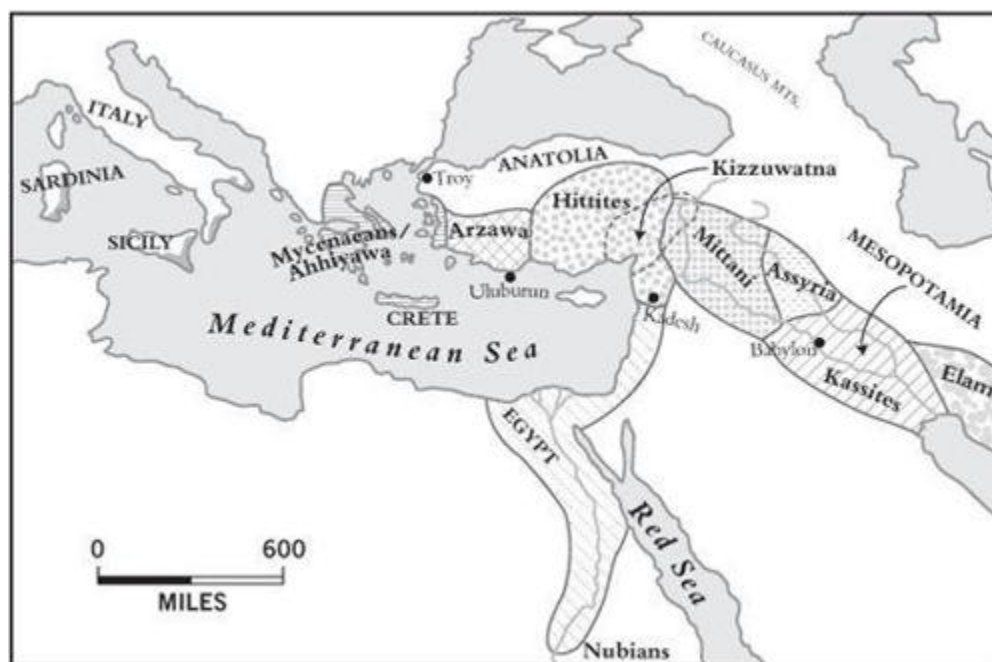 CAUCASUS MTS.
ITALY
ANATOLIA
Kizzuwatna
SARDINIA
Troy
Hittites
SICILY
Mycenaeans/
Ahhiyawa
Arzawa
Mittani
Assyria
MESOPOTAMIA
Uluburun
CRETE
Kadesh
Mediterranean Sea
Babylon
Elam
Kassites
EGYPT
Red Sea
0 600
MILES
Nubians